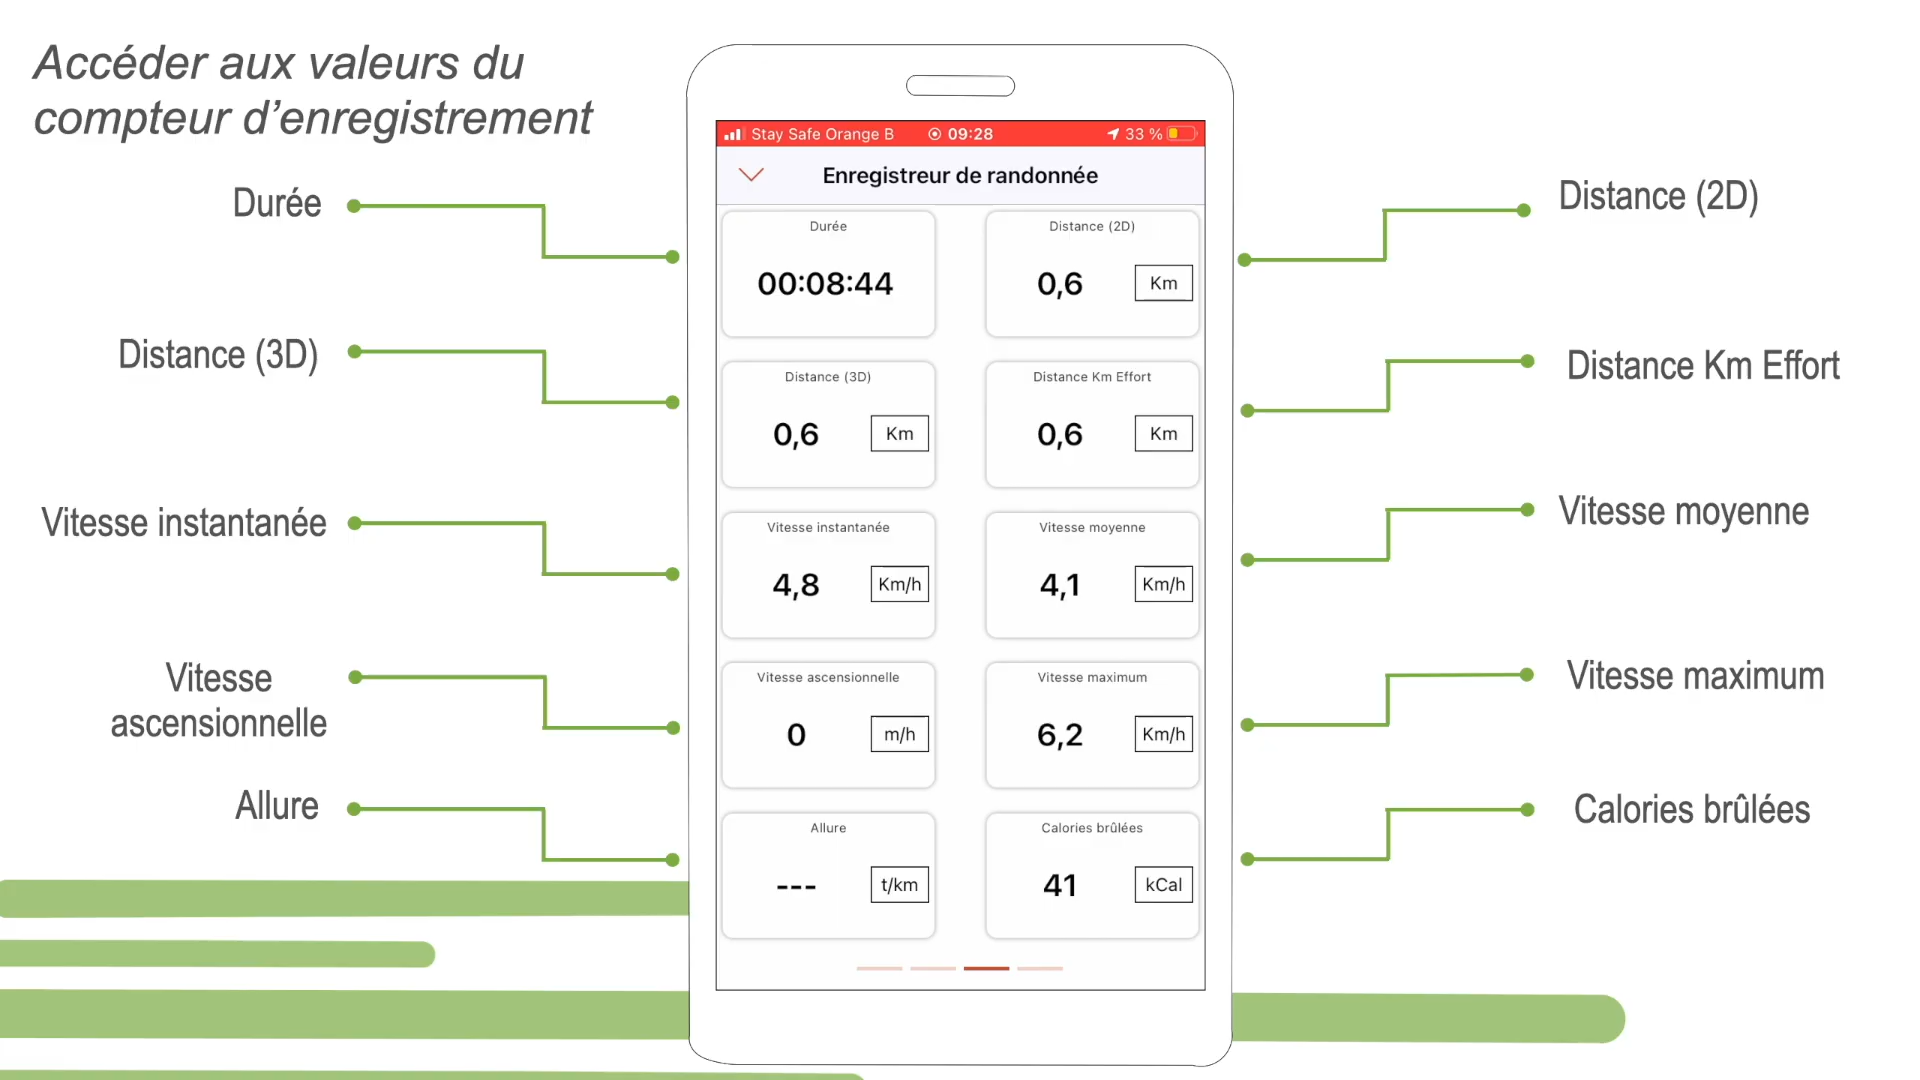 Accéder aux valeurs du
compteur d’enregistrement
Durée
Distance (3D)
Vitesse instantanée
Vitesse
ascensionnelle
Allure
Stay Safe Orange B 09:28 33 %
Enregistreur de randonnée
Durée
00:08:44
Distance (2D)
0,6 Km
Distance (3D)
0,6 Km
Distance Km Effort
0,6 Km
Vitesse instantanée
4,8 Km/h
Vitesse moyenne
4,1 Km/h
Vitesse ascensionnelle
0 m/h
Vitesse maximum
6,2 Km/h
Allure
--- t/km
Calories brûlées
41 kCal
Distance (2D)
Distance Km Effort
Vitesse moyenne
Vitesse maximum
Calories brûlées